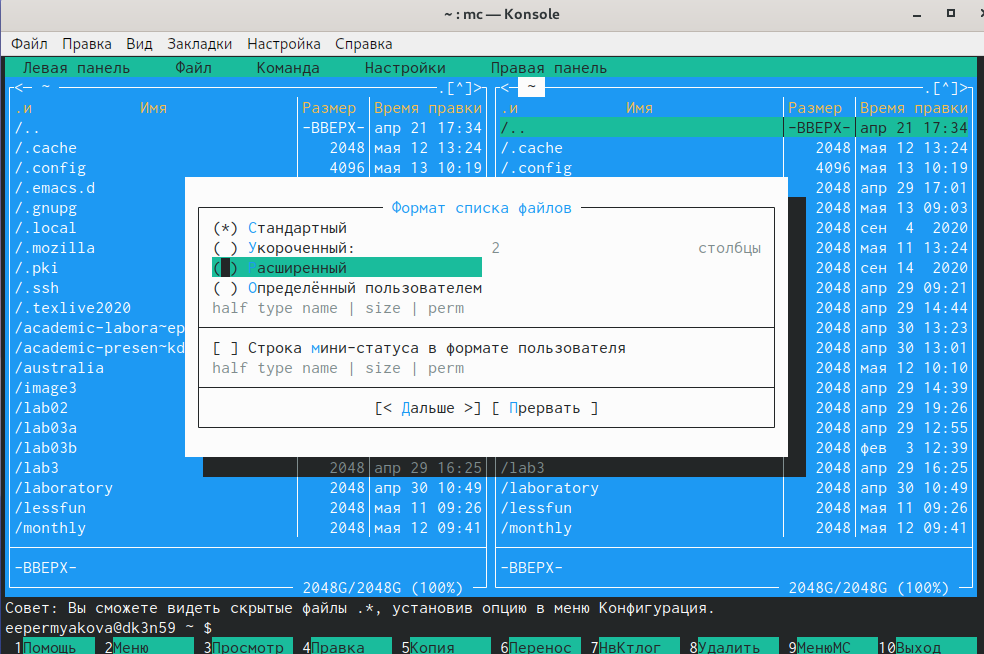 ~ : mc — Konsole
Файл Правка Вид Закладки Настройка Справка
Левая панель Файл Команда Настройки Правая панель
<— ~ .[^]> <— ~ .[^]>
.и Имя Размер Время правки .и Имя Размер Время правки
/.. -ВВЕРХ- апр 21 17:34 /.. -ВВЕРХ- апр 21 17:34
/.cache 2048 мая 12 13:24 /.cache 2048 мая 12 13:24
/.config 4096 мая 13 10:19 /.config 4096 мая 13 10:19
/.emacs.d 2048 апр 29 17:01
/.gnupg Формат списка файлов 2048 мая 13 09:03
/.local (*) Стандартный 2048 сен 4 2020
/.mozilla ( ) Укороченный: 2 столбцы 2048 мая 11 13:24
/.pki ( ) асширенный 2048 сен 14 2020
/.ssh ( ) Определённый пользователем 2048 апр 29 09:21
/.texlive2020 half type name | size | perm 2048 апр 29 14:44
/academic-labora~ep 2048 апр 30 13:23
/academic-presen~kd [ ] Строка мини-статуса в формате пользователя 2048 апр 30 13:01
/australia half type name | size | perm 2048 мая 12 10:10
/image3 2048 апр 29 14:39
/lab02 [< Дальше >] [ Прервать ] 2048 апр 29 19:26
/lab03a 2048 апр 29 12:55
/lab03b 2048 фев 3 12:39
/lab3 2048 апр 29 16:25 /lab3 2048 апр 29 16:25
/laboratory 2048 апр 30 10:49 /laboratory 2048 апр 30 10:49
/lessfun 2048 мая 11 09:26 /lessfun 2048 мая 11 09:26
/monthly 2048 мая 12 09:41 /monthly 2048 мая 12 09:41
-ВВЕРХ- -ВВЕРХ-
2048G/2048G (100%) 2048G/2048G (100%)
Совет: Вы сможете видеть скрытые файлы .*, установив опцию в меню Конфигурация.
eepermyakova@dk3n59 ~ $
1Помощь 2Меню 3Просмотр 4Правка 5Копия 6Перенос 7НвКтлог 8Удалить 9МенюMC 10Выход